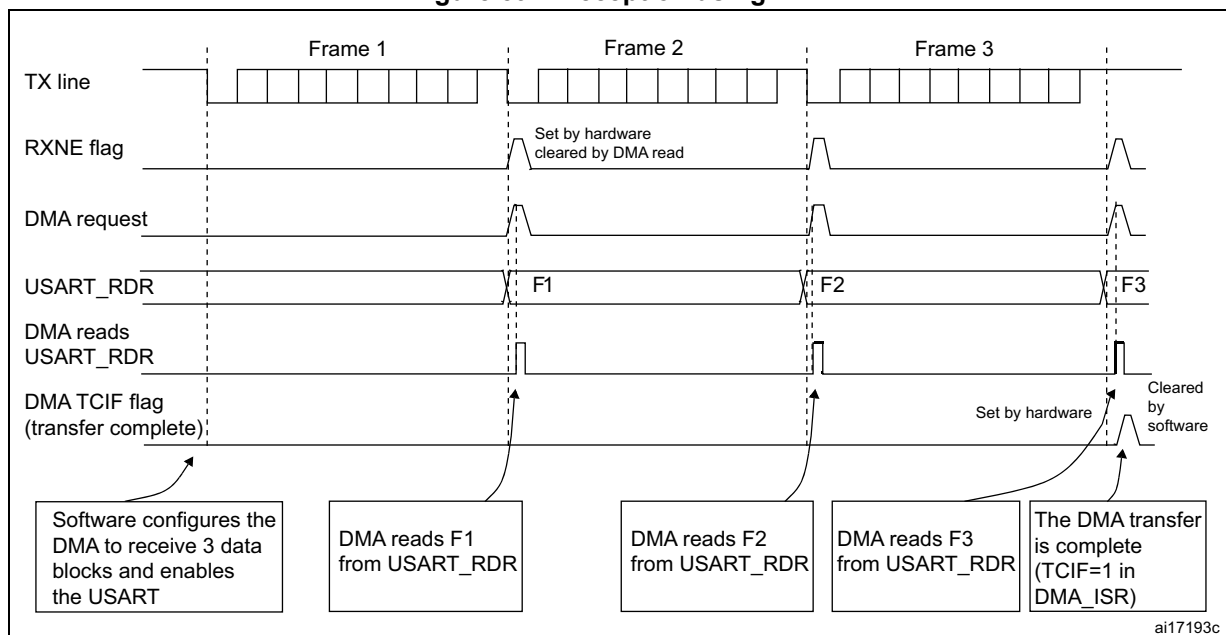 Frame 1
Frame 2
Frame 3
TX line
RXNE flag
Set by hardware
cleared by DMA read
DMA request
USART_RDR
F1
F2
F3
DMA reads
USART_RDR
DMA TCIF flag
(transfer complete)
Set by hardware
Cleared
by
software
Software configures the
DMA to receive 3 data
blocks and enables
the USART
DMA reads F1
from USART_RDR
DMA reads F2
from USART_RDR
DMA reads F3
from USART_RDR
The DMA transfer
is complete
(TCIF=1 in
DMA_ISR)
ai17193c